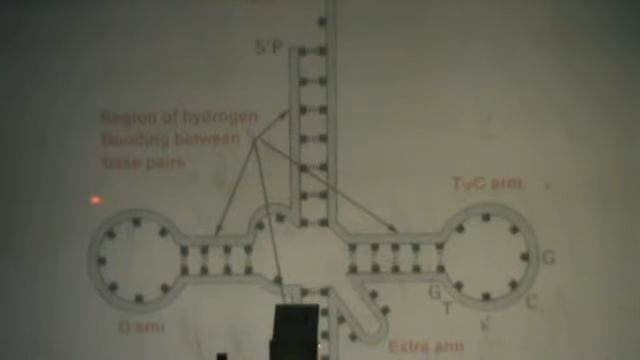 5'P
Region of hydrogen
Bonding between
base pairs
TψC arm
G
C
G
T
D arm
Extra arm